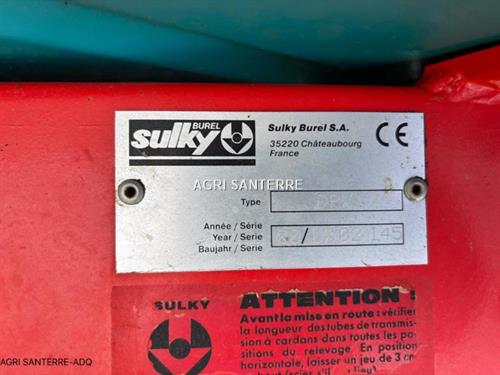 BUREL
sulky
Sulky Burel S.A.
35220 Châteaubourg
France
CE
AGRI SANTERRE
Type
Année / Série
Year / Serie
Baujahr / Serie
/ 02 145
SULKY
ATTENTION !
Avant la mise en route : vérifier
la longueur des tubes de transmis-
sion à cardans dans toutes les po-
sitions du relevage. En position
horizontale, laisser un jeu de 3 cm
AGRI SANTERRE-ADQ